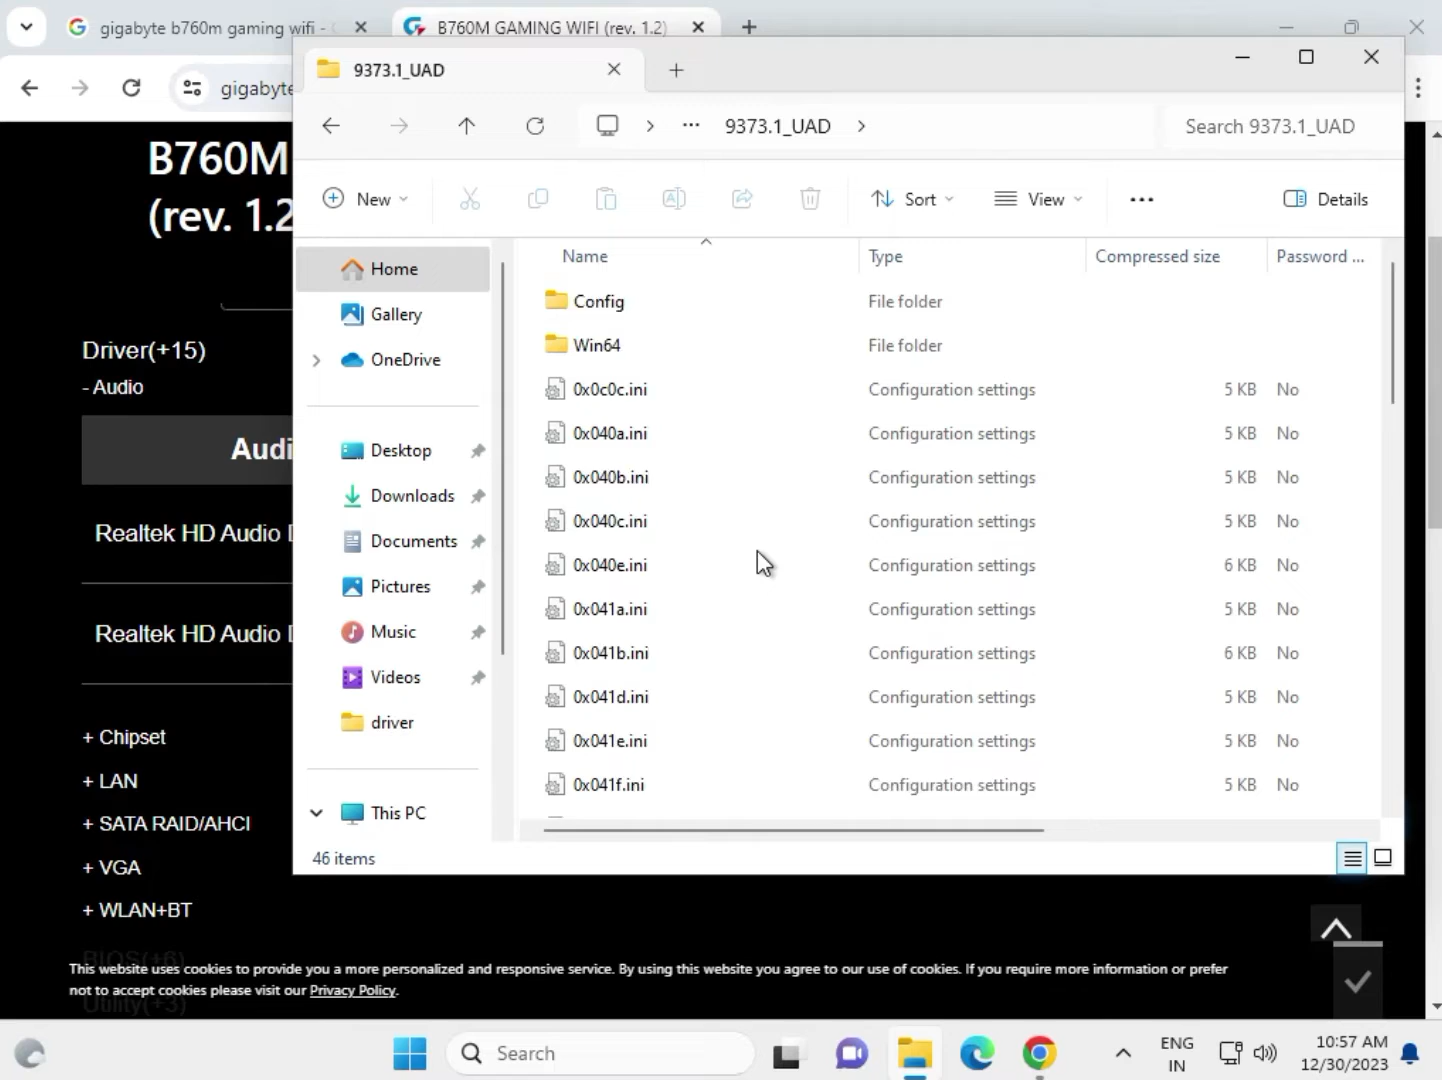 gigabyte b760m gaming wifi -
B760M GAMING WIFI (rev. 1.2)
gigabyte
9373.1_UAD
9373.1_UAD
Search 9373.1_UAD
New
Sort
View
Details
B760M
(rev. 1.2
Driver(+15)
- Audio
Audi
Realtek HD Audio
Realtek HD Audio
+ Chipset
+ LAN
+ SATA RAID/AHCI
+ VGA
+ WLAN+BT
BIOS(+6)
Utility(+3)
Home
Gallery
OneDrive
Desktop
Downloads
Documents
Pictures
Music
Videos
driver
This PC
Name Type Compressed size Password ...
Config File folder
Win64 File folder
0x0c0c.ini Configuration settings 5 KB No
0x040a.ini Configuration settings 5 KB No
0x040b.ini Configuration settings 5 KB No
0x040c.ini Configuration settings 5 KB No
0x040e.ini Configuration settings 6 KB No
0x041a.ini Configuration settings 5 KB No
0x041b.ini Configuration settings 6 KB No
0x041d.ini Configuration settings 5 KB No
0x041e.ini Configuration settings 5 KB No
0x041f.ini Configuration settings 5 KB No
46 items
This website uses cookies to provide you a more personalized and responsive service. By using this website you agree to our use of cookies. If you require more information or prefer
not to accept cookies please visit our Privacy Policy.
Search
ENG
IN
10:57 AM
12/30/2023